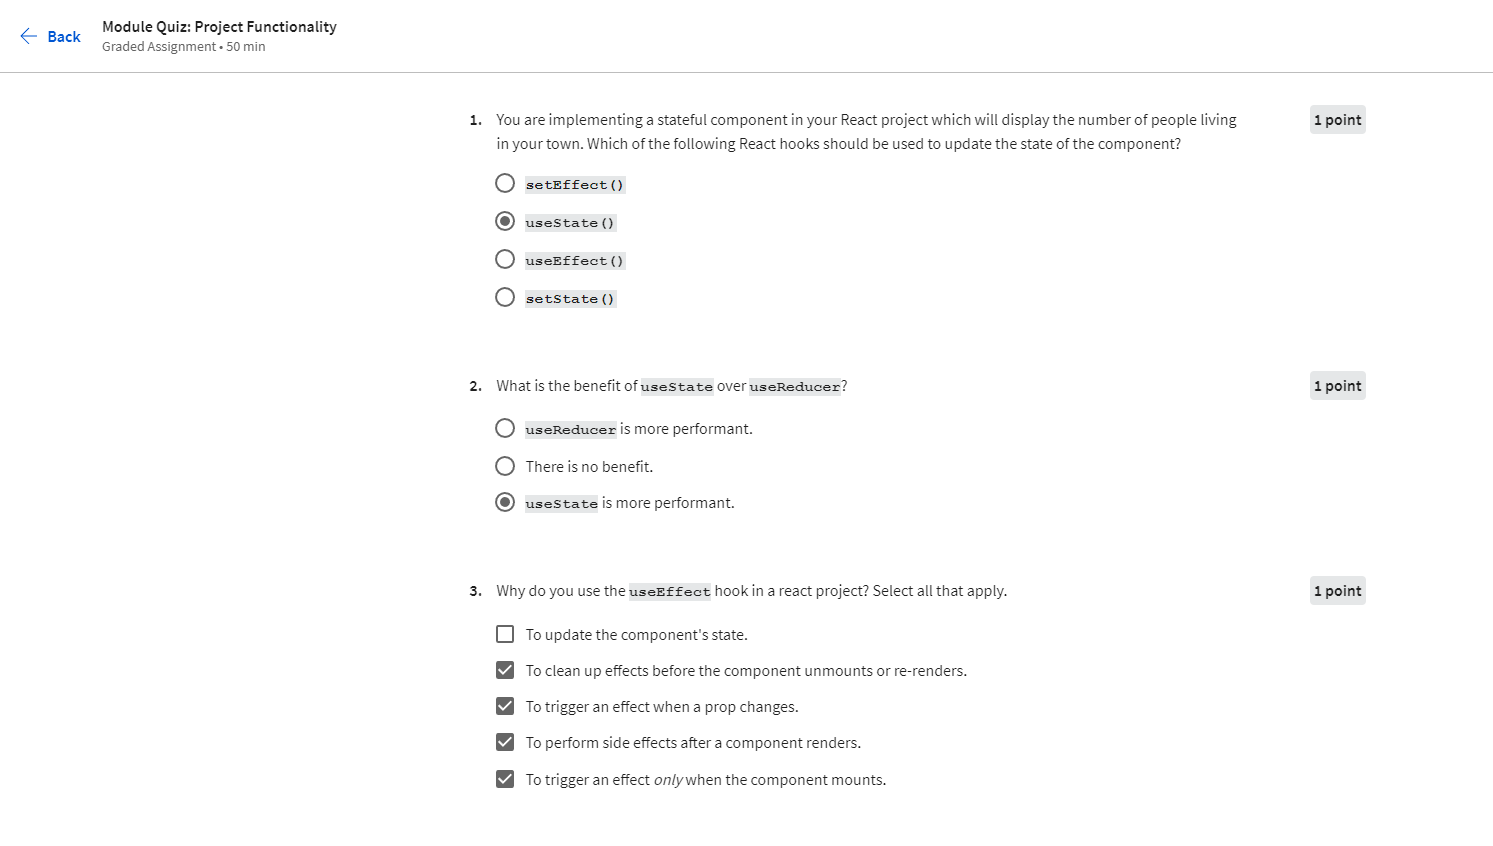 Back
Module Quiz: Project Functionality
Graded Assignment • 50 min
1. You are implementing a stateful component in your React project which will display the number of people living
in your town. Which of the following React hooks should be used to update the state of the component?
1 point
setEffect()
useState()
useEffect()
setState()
2. What is the benefit of useState over useReducer?
1 point
useReducer is more performant.
There is no benefit.
useState is more performant.
3. Why do you use the useEffect hook in a react project? Select all that apply.
1 point
To update the component's state.
To clean up effects before the component unmounts or re-renders.
To trigger an effect when a prop changes.
To perform side effects after a component renders.
To trigger an effect only when the component mounts.